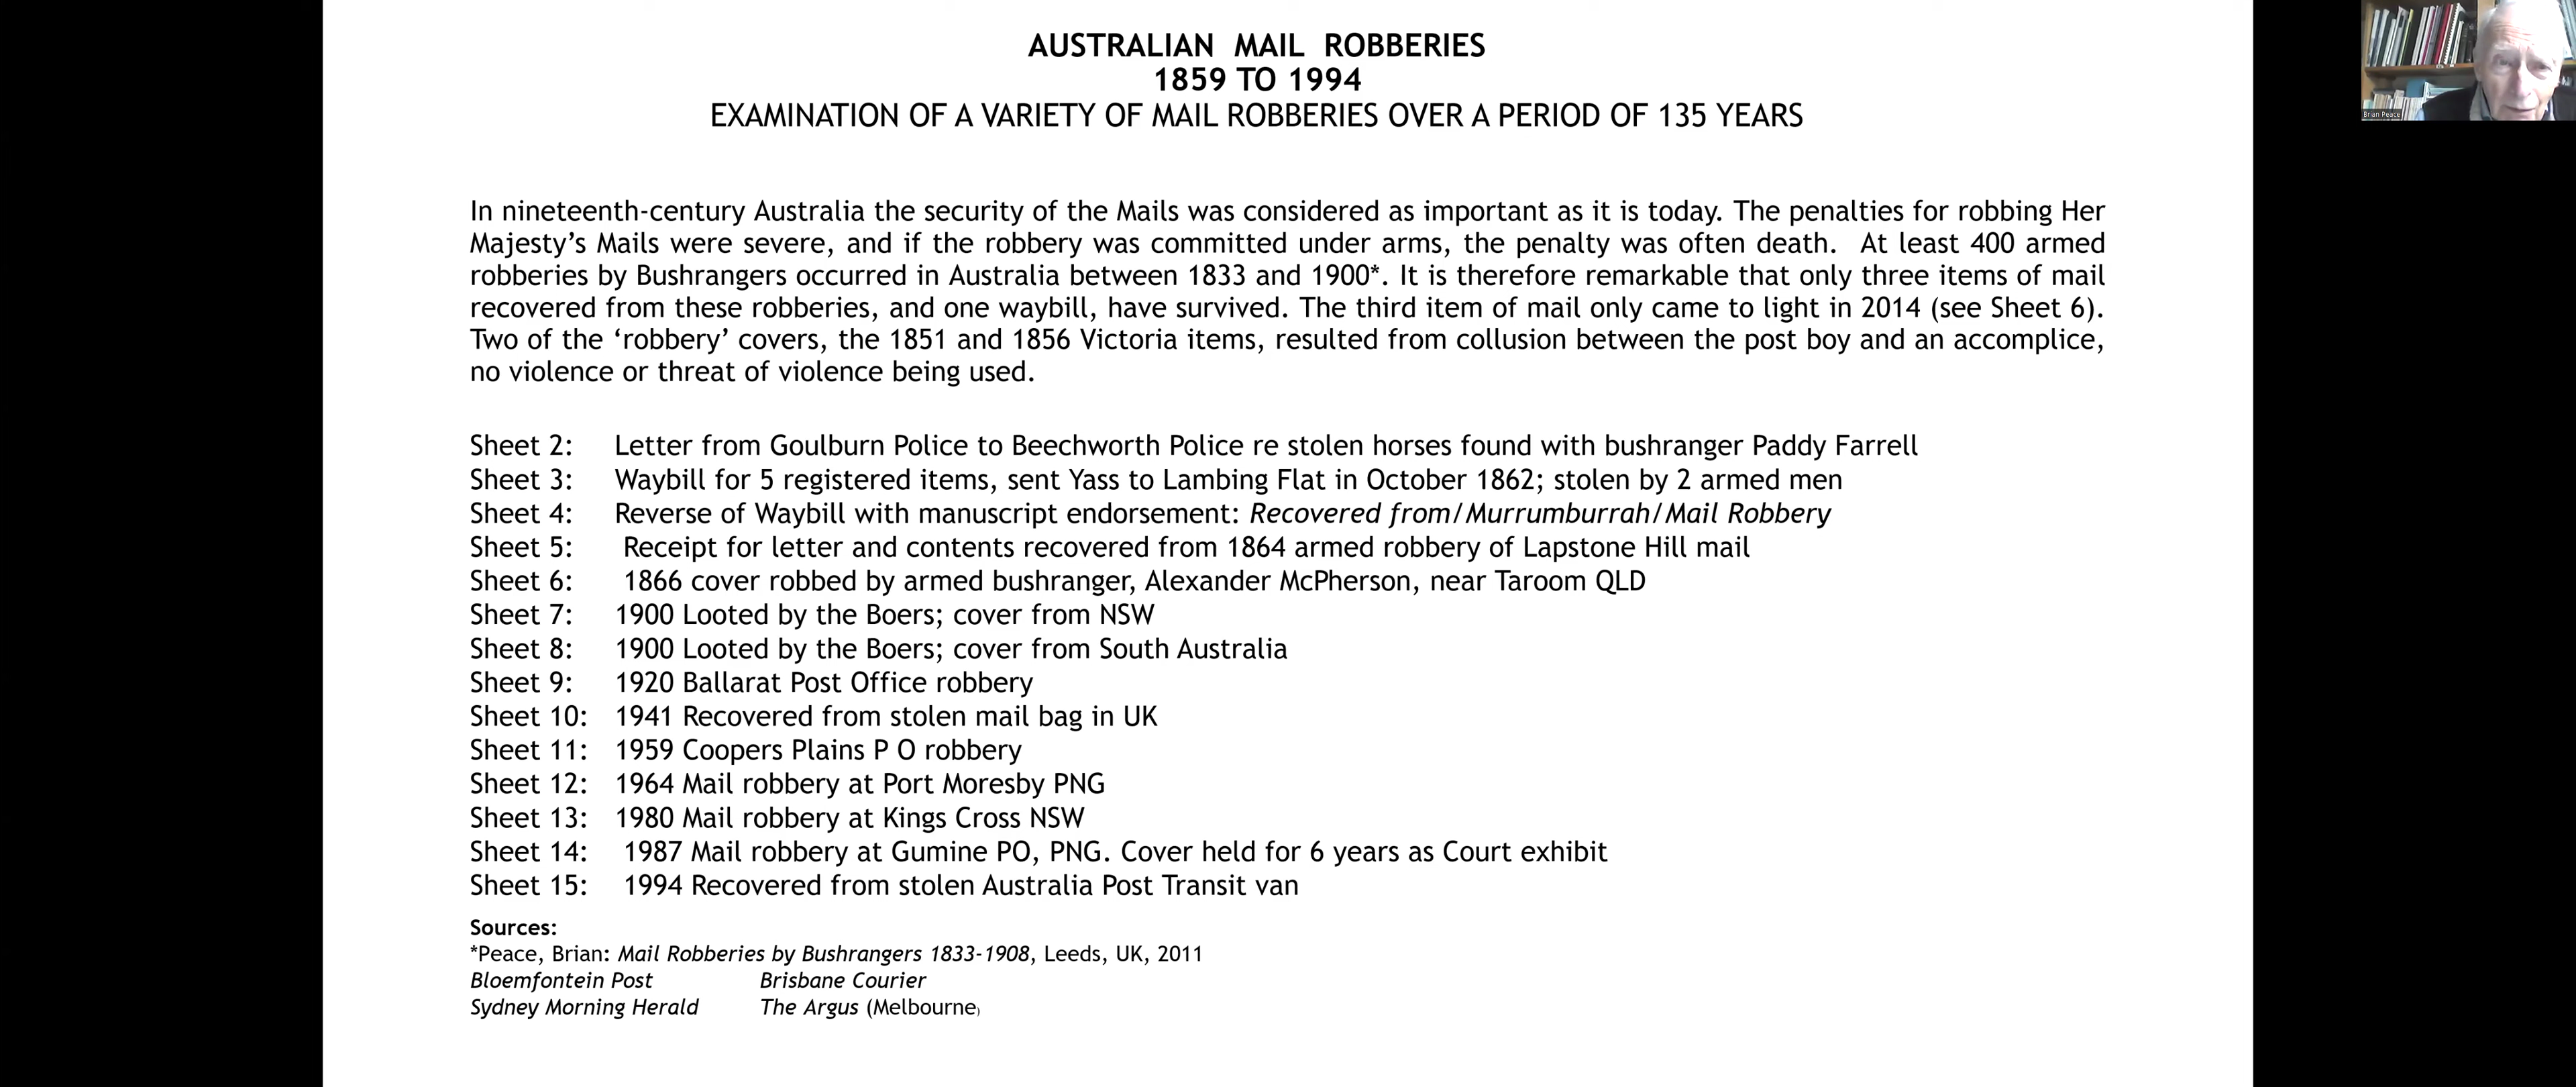 AUSTRALIAN MAIL ROBBERIES
1859 TO 1994
EXAMINATION OF A VARIETY OF MAIL ROBBERIES OVER A PERIOD OF 135 YEARS
Brian Peace
In nineteenth-century Australia the security of the Mails was considered as important as it is today. The penalties for robbing Her
Majesty’s Mails were severe, and if the robbery was committed under arms, the penalty was often death. At least 400 armed
robberies by Bushrangers occurred in Australia between 1833 and 1900*. It is therefore remarkable that only three items of mail
recovered from these robberies, and one waybill, have survived. The third item of mail only came to light in 2014 (see Sheet 6).
Two of the ‘robbery’ covers, the 1851 and 1856 Victoria items, resulted from collusion between the post boy and an accomplice,
no violence or threat of violence being used.
Sheet 2: Letter from Goulburn Police to Beechworth Police re stolen horses found with bushranger Paddy Farrell
Sheet 3: Waybill for 5 registered items, sent Yass to Lambing Flat in October 1862; stolen by 2 armed men
Sheet 4: Reverse of Waybill with manuscript endorsement: Recovered from/Murrumburrah/Mail Robbery
Sheet 5: Receipt for letter and contents recovered from 1864 armed robbery of Lapstone Hill mail
Sheet 6: 1866 cover robbed by armed bushranger, Alexander McPherson, near Taroom QLD
Sheet 7: 1900 Looted by the Boers; cover from NSW
Sheet 8: 1900 Looted by the Boers; cover from South Australia
Sheet 9: 1920 Ballarat Post Office robbery
Sheet 10: 1941 Recovered from stolen mail bag in UK
Sheet 11: 1959 Coopers Plains P O robbery
Sheet 12: 1964 Mail robbery at Port Moresby PNG
Sheet 13: 1980 Mail robbery at Kings Cross NSW
Sheet 14: 1987 Mail robbery at Gumine PO, PNG. Cover held for 6 years as Court exhibit
Sheet 15: 1994 Recovered from stolen Australia Post Transit van
Sources:
*Peace, Brian: Mail Robberies by Bushrangers 1833-1908, Leeds, UK, 2011
Bloemfontein Post Brisbane Courier
Sydney Morning Herald The Argus (Melbourne)